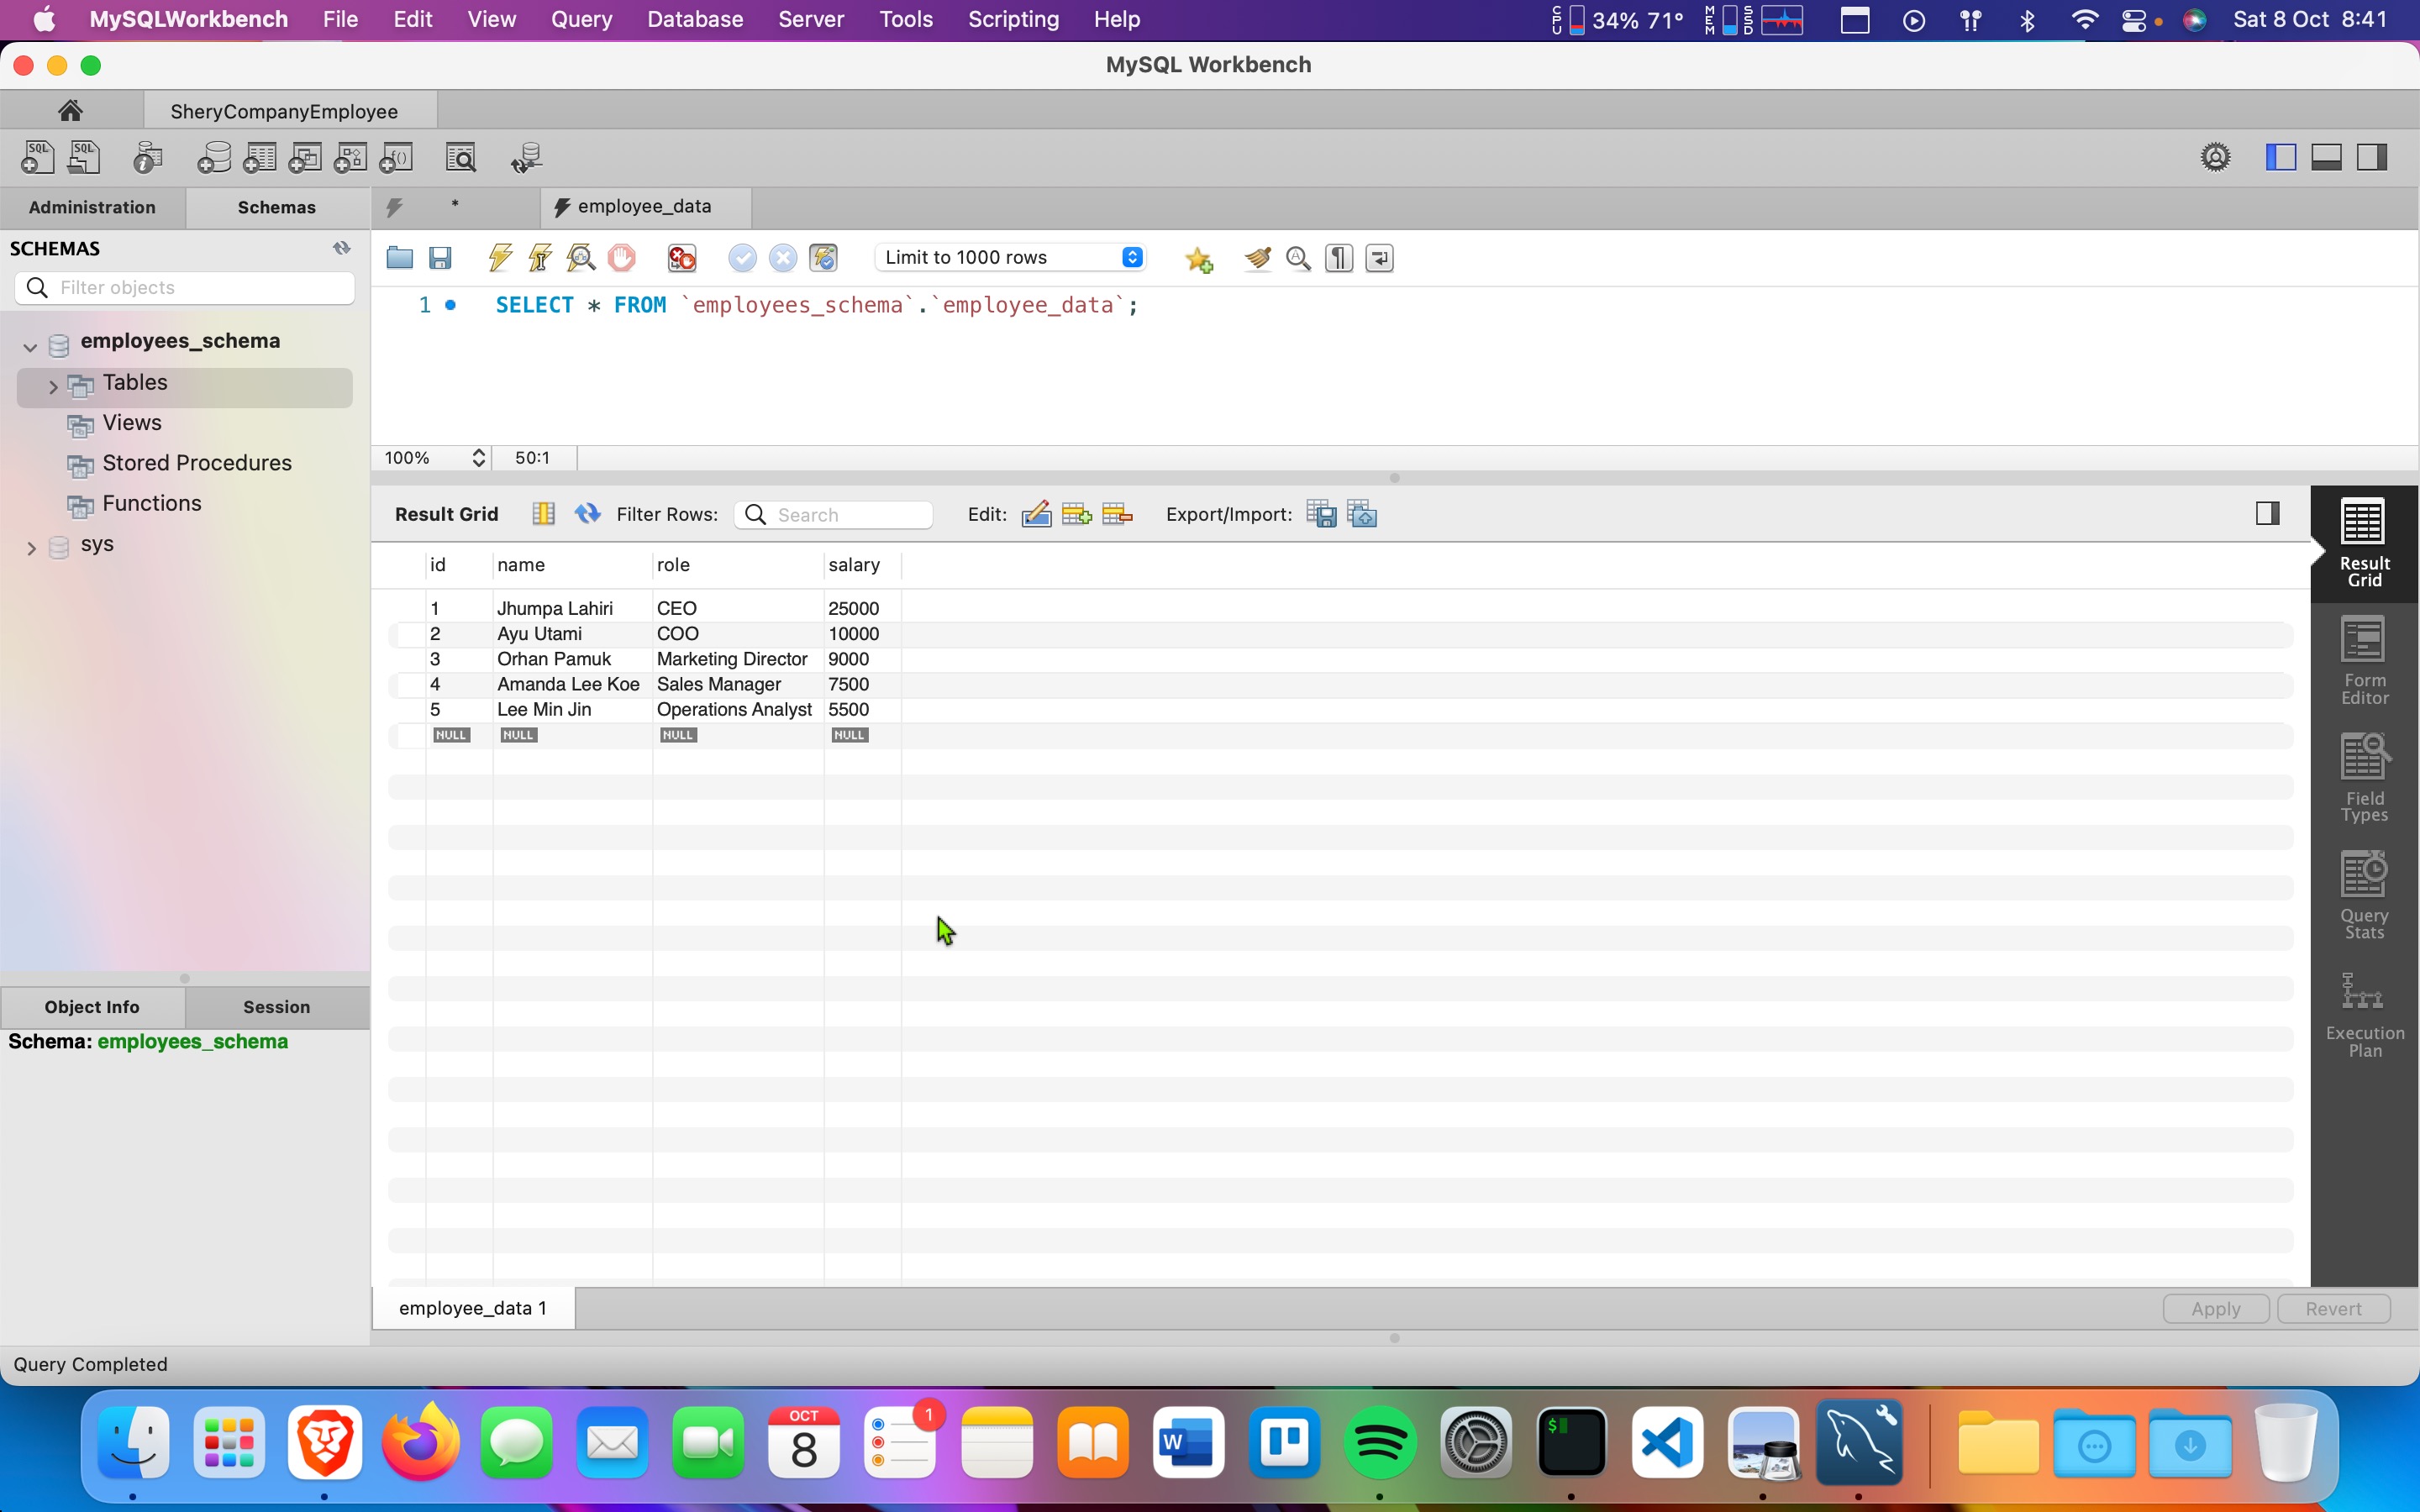 MySQLWorkbench File Edit View Query Database Server Tools Scripting Help CPU 34% 71° MEM SSD Sat 8 Oct 8:41
MySQL Workbench
SheryCompanyEmployee
SQL SQL
Administration Schemas * employee_data
SCHEMAS
Limit to 1000 rows
Filter objects
1 SELECT * FROM `employees_schema`.`employee_data`;
employees_schema
Tables
Views
100% 50:1
Stored Procedures
Functions
Result Grid Filter Rows: Search Edit: Export/Import:
sys
Result
Grid
id name role salary
1 Jhumpa Lahiri CEO 25000
2 Ayu Utami COO 10000
3 Orhan Pamuk Marketing Director 9000
4 Amanda Lee Koe Sales Manager 7500
5 Lee Min Jin Operations Analyst 5500
NULL NULL NULL NULL
Form
Editor
Field
Types
Query
Stats
Execution
Plan
Object Info Session
Schema: employees_schema
employee_data 1 Apply Revert
Query Completed
OCT
8
1
W
$